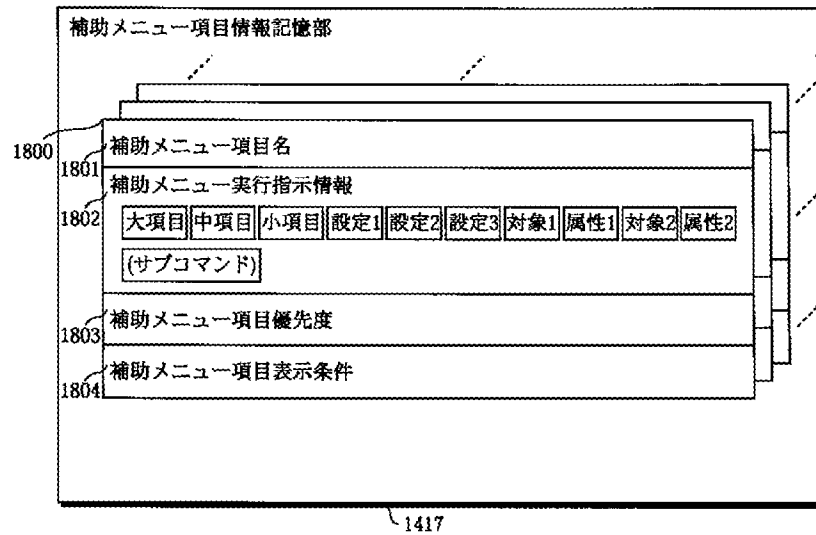 補助メニュー項目情報記憶部
1800
補助メニュー項目名
1801
補助メニュー実行指示情報
1802
大項目 中項目 小項目 設定1 設定2 設定3 対象1 属性1 対象2 属性2
(サブコマンド)
補助メニュー項目優先度
1803
補助メニュー項目表示条件
1804
1417